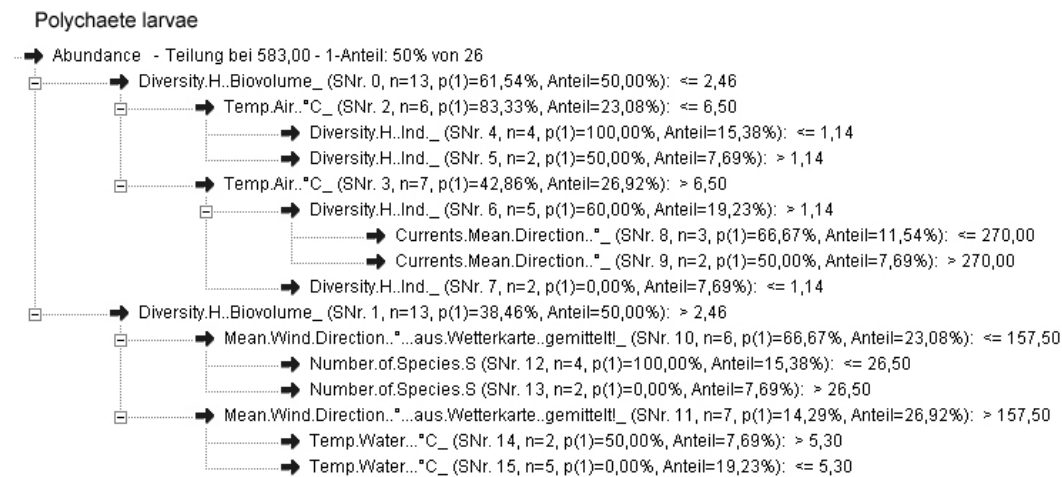 Polychaete larvae
Abundance - Teilung bei 583,00 - 1-Anteil: 50% von 26
Diversity.H..Biovolume_ (SNr. 0, n=13, p(1)=61,54%, Anteil=50,00%): <= 2,46
Temp.Air..°C_ (SNr. 2, n=6, p(1)=83,33%, Anteil=23,08%): <= 6,50
Diversity.H..Ind._ (SNr. 4, n=4, p(1)=100,00%, Anteil=15,38%): <= 1,14
Diversity.H..Ind._ (SNr. 5, n=2, p(1)=50,00%, Anteil=7,69%): > 1,14
Temp.Air..°C_ (SNr. 3, n=7, p(1)=42,86%, Anteil=26,92%): > 6,50
Diversity.H..Ind._ (SNr. 6, n=5, p(1)=60,00%, Anteil=19,23%): > 1,14
Currents.Mean.Direction..°_ (SNr. 8, n=3, p(1)=66,67%, Anteil=11,54%): <= 270,00
Currents.Mean.Direction..°_ (SNr. 9, n=2, p(1)=50,00%, Anteil=7,69%): > 270,00
Diversity.H..Ind._ (SNr. 7, n=2, p(1)=0,00%, Anteil=7,69%): <= 1,14
Diversity.H..Biovolume_ (SNr. 1, n=13, p(1)=38,46%, Anteil=50,00%): > 2,46
Mean.Wind.Direction..°...aus.Wetterkarte..gemittelt!_ (SNr. 10, n=6, p(1)=66,67%, Anteil=23,08%): <= 157,50
Number.of.Species.S (SNr. 12, n=4, p(1)=100,00%, Anteil=15,38%): <= 26,50
Number.of.Species.S (SNr. 13, n=2, p(1)=0,00%, Anteil=7,69%): > 26,50
Mean.Wind.Direction..°...aus.Wetterkarte..gemittelt!_ (SNr. 11, n=7, p(1)=14,29%, Anteil=26,92%): > 157,50
Temp.Water...°C_ (SNr. 14, n=2, p(1)=50,00%, Anteil=7,69%): > 5,30
Temp.Water...°C_ (SNr. 15, n=5, p(1)=0,00%, Anteil=19,23%): <= 5,30